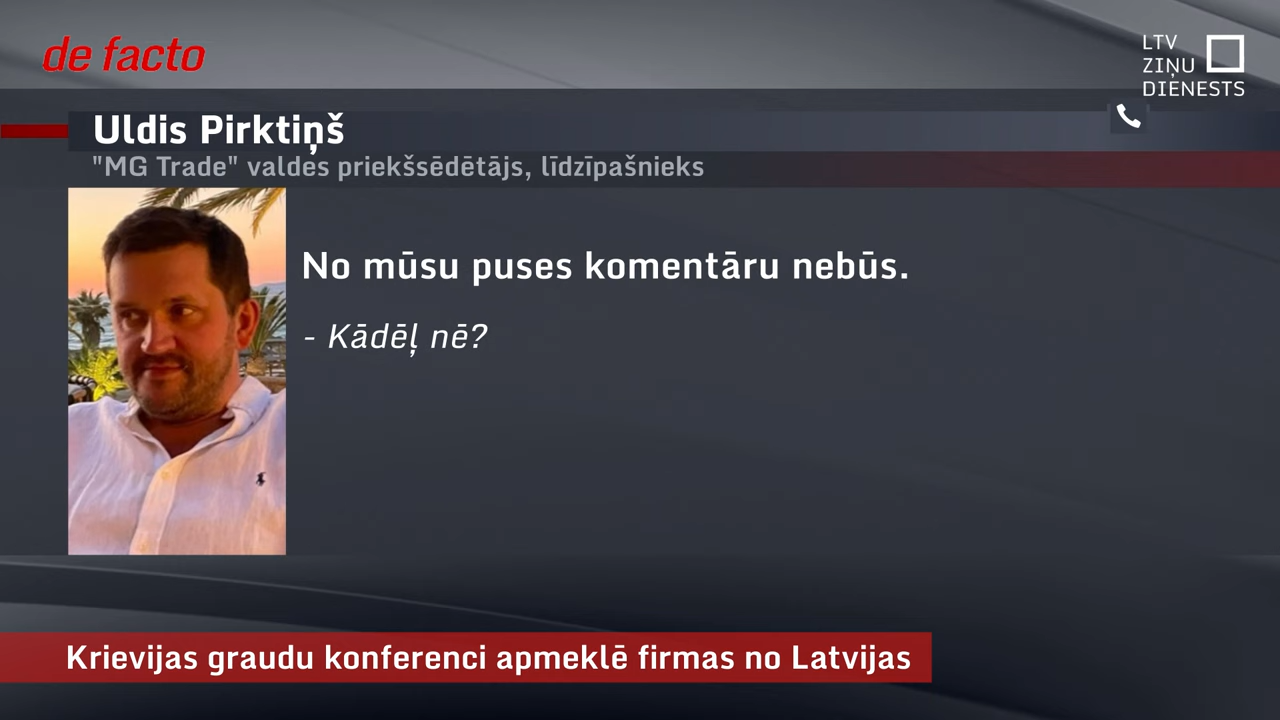 de facto
LTV
ZIŅU
DIENESTS
Uldis Pirktiņš
"MG Trade" valdes priekšsēdētājs, līdzīpašnieks
No mūsu puses komentāru nebūs.
- Kādēļ nē?
Krievijas graudu konferenci apmeklē firmas no Latvijas